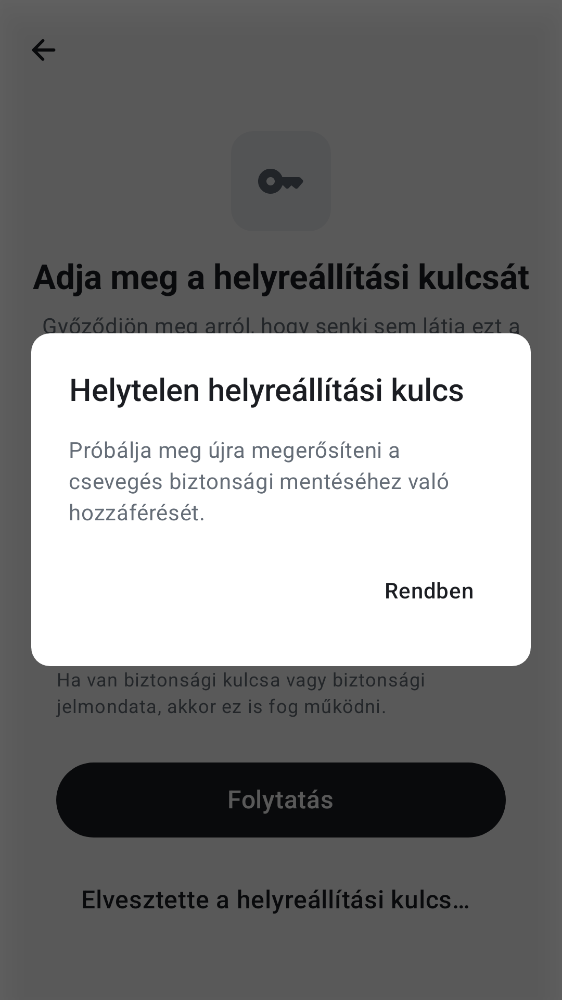 Adja meg a helyreállítási kulcsát
Győződjön meg arról, hogy senki sem látja ezt a
Helytelen helyreállítási kulcs
Próbálja meg újra megerősíteni a
csevegés biztonsági mentéséhez való
hozzáférését.
Rendben
Ha van biztonsági kulcsa vagy biztonsági
jelmondata, akkor ez is fog működni.
Folytatás
Elvesztette a helyreállítási kulcs…